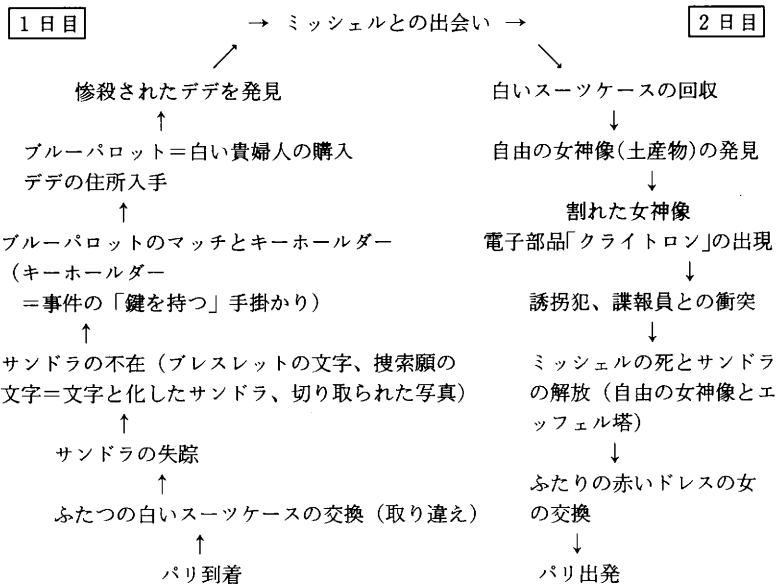 1日目
→ ミッシェルとの出会い →
2日目
惨殺されたデデを発見
↑
ブルーパロット＝白い貴婦人の購入
デデの住所入手
↑
ブルーパロットのマッチとキーホールダー
（キーホールダー
＝事件の「鍵を持つ」手掛かり）
↑
サンドラの不在（ブレスレットの文字、捜索願の
文字＝文字と化したサンドラ、切り取られた写真）
↑
サンドラの失踪
↑
ふたつの白いスーツケースの交換（取り違え）
↑
パリ到着
白いスーツケースの回収
↓
自由の女神像（土産物）の発見
↓
割れた女神像
電子部品「クライトロン」の出現
↓
誘拐犯、諜報員との衝突
↓
ミッシェルの死とサンドラ
の解放（自由の女神像とエ
ッフェル塔）
↓
ふたりの赤いドレスの女
の交換
↓
パリ出発